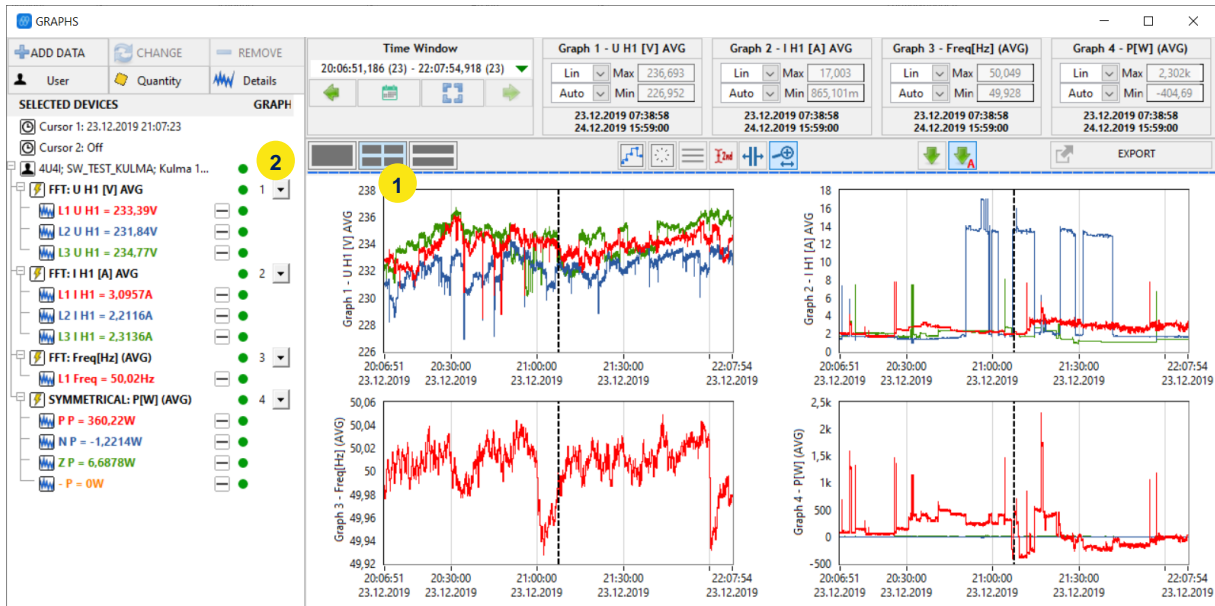 GRAPHS
ADD DATA CHANGE REMOVE
User Quantity Details
SELECTED DEVICES GRAPH
Cursor 1: 23.12.2019 21:07:23
Cursor 2: Off
2
4U4I; SW_TEST_KULMA; Kulma 1...
FFT: U H1 [V] AVG 1
L1 U H1 = 233,39V
L2 U H1 = 231,84V
L3 U H1 = 234,77V
FFT: I H1 [A] AVG 2
L1 I H1 = 3,0957A
L2 I H1 = 2,2116A
L3 I H1 = 2,3136A
FFT: Freq[Hz] (AVG) 3
L1 Freq = 50,02Hz
SYMMETRICAL: P[W] (AVG) 4
P P = 360,22W
N P = -1,2214W
Z P = 6,6878W
- P = 0W
Time Window
20:06:51,186 (23) - 22:07:54,918 (23)
Graph 1 - U H1 [V] AVG
Lin Max 236,693
Auto Min 226,952
23.12.2019 07:38:58
24.12.2019 15:59:00
Graph 2 - I H1 [A] AVG
Lin Max 17,003
Auto Min 865,101m
23.12.2019 07:38:58
24.12.2019 15:59:00
Graph 3 - Freq[Hz] (AVG)
Lin Max 50,049
Auto Min 49,928
23.12.2019 07:38:58
24.12.2019 15:59:00
Graph 4 - P[W] (AVG)
Lin Max 2,302k
Auto Min -404,69
23.12.2019 07:38:58
24.12.2019 15:59:00
2nd
A
EXPORT
1
Graph 1 - U H1 [V] AVG
238
236
234
232
230
228
226
20:06:51 20:30:00 21:00:00 21:30:00 22:07:54
23.12.2019 23.12.2019 23.12.2019 23.12.2019 23.12.2019
Graph 2 - I H1 [A] AVG
18
16
14
12
10
8
6
4
2
0
20:06:51 20:30:00 21:00:00 21:30:00 22:07:54
23.12.2019 23.12.2019 23.12.2019 23.12.2019 23.12.2019
Graph 3 - Freq[Hz] (AVG)
50,06
50,04
50,02
50
49,98
49,96
49,94
49,92
20:06:51 20:30:00 21:00:00 21:30:00 22:07:54
23.12.2019 23.12.2019 23.12.2019 23.12.2019 23.12.2019
Graph 4 - P[W] (AVG)
2,5k
2k
1,5k
1k
500
0
-500
20:06:51 20:30:00 21:00:00 21:30:00 22:07:54
23.12.2019 23.12.2019 23.12.2019 23.12.2019 23.12.2019